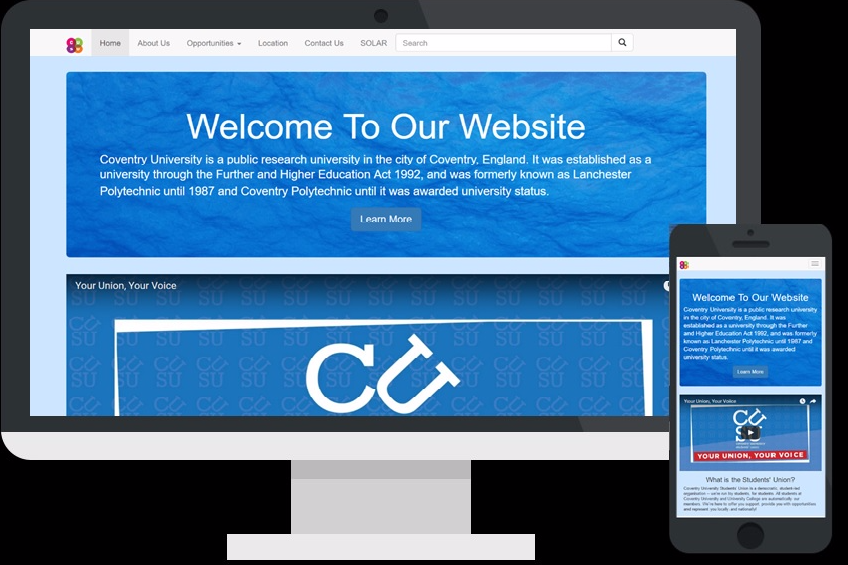 Home About Us Opportunities Location Contact Us SOLAR Search
Welcome To Our Website
Coventry University is a public research university in the city of Coventry, England. It was established as a
university through the Further and Higher Education Act 1992, and was formerly known as Lanchester
Polytechnic until 1987 and Coventry Polytechnic until it was awarded university status.
Learn More
Your Union, Your Voice
CU
Welcome To Our Website
Coventry University is a public research university
in the city of Coventry, England. It was
established as a university through the Further
and Higher Education Act 1992, and was formerly
known as Lanchester Polytechnic until 1987 and
Coventry Polytechnic until it was awarded
university status.
Learn More
Your Union, Your Voice
CU
SU
YOUR UNION, YOUR VOICE
What is the Students' Union?
Coventry University Students' Union is a democratic, student-led
organisation – we're run by students, for students. All students at
Coventry University and University College are automatically our
members. We're here to offer you support, provide you with opportunities
and represent you locally and nationally!